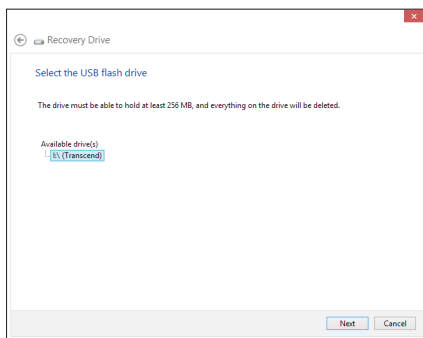 Recovery Drive
Select the USB flash drive
The drive must be able to hold at least 256 MB, and everything on the drive will be deleted.
Available drive(s)
I:\ (Transcend)
Next Cancel